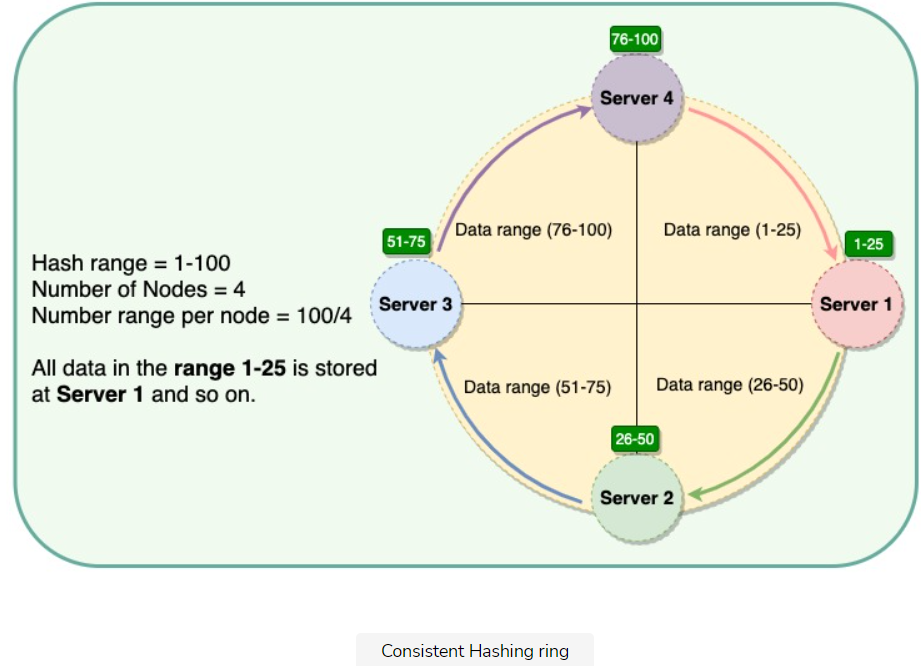 76-100
Server 4
Data range (76-100)
Data range (1-25)
51-75
1-25
Hash range = 1-100
Number of Nodes = 4
Number range per node = 100/4
Server 3
Server 1
All data in the range 1-25 is stored
at Server 1 and so on.
Data range (51-75)
Data range (26-50)
26-50
Server 2
Consistent Hashing ring